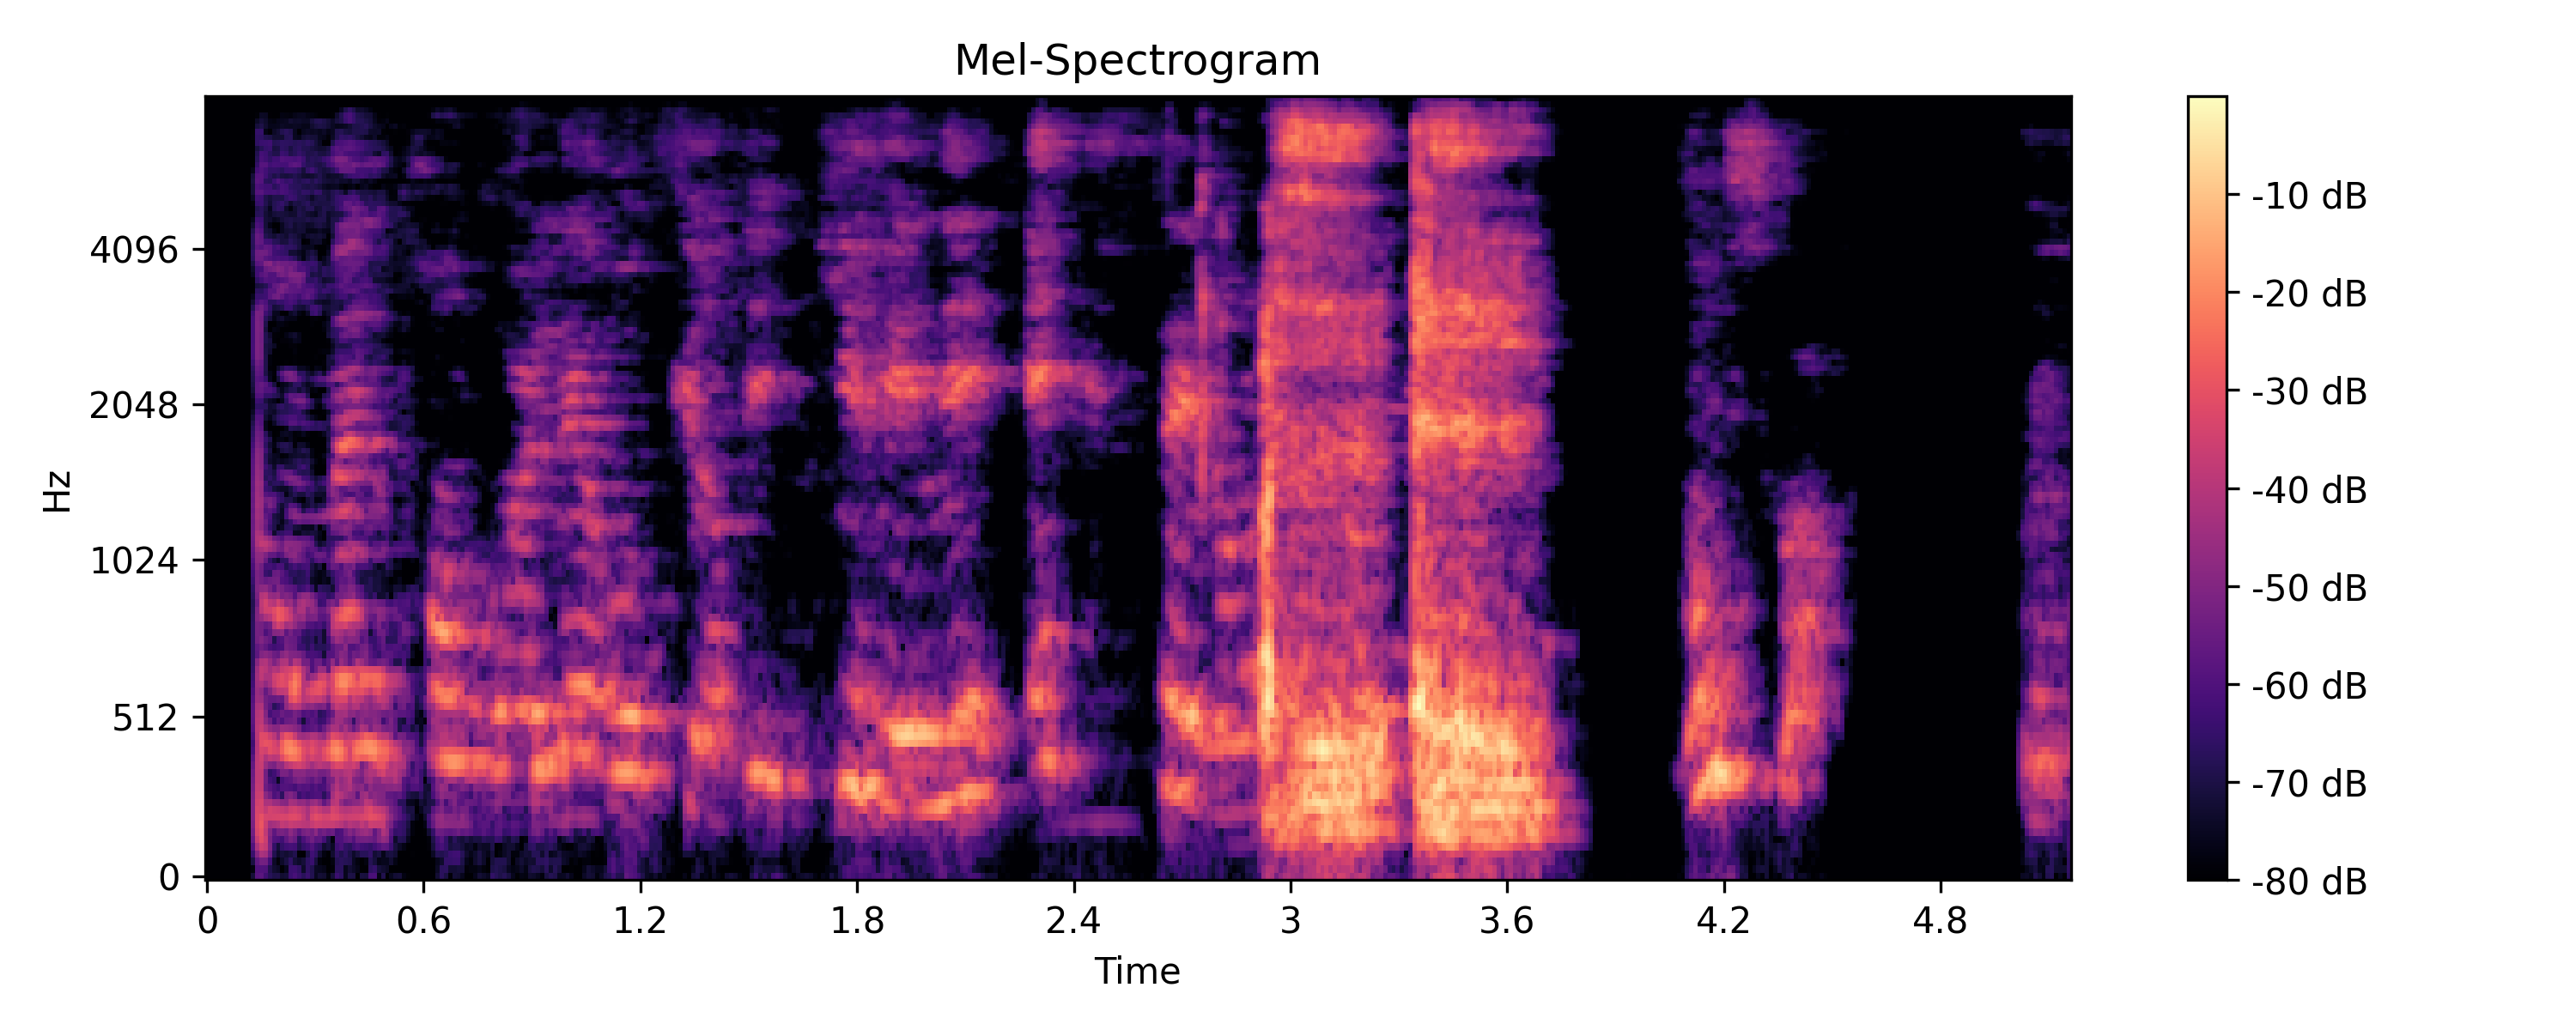 Mel-Spectrogram
Hz
4096
2048
1024
512
0
0 0.6 1.2 1.8 2.4 3 3.6 4.2 4.8
Time
-10 dB
-20 dB
-30 dB
-40 dB
-50 dB
-60 dB
-70 dB
-80 dB